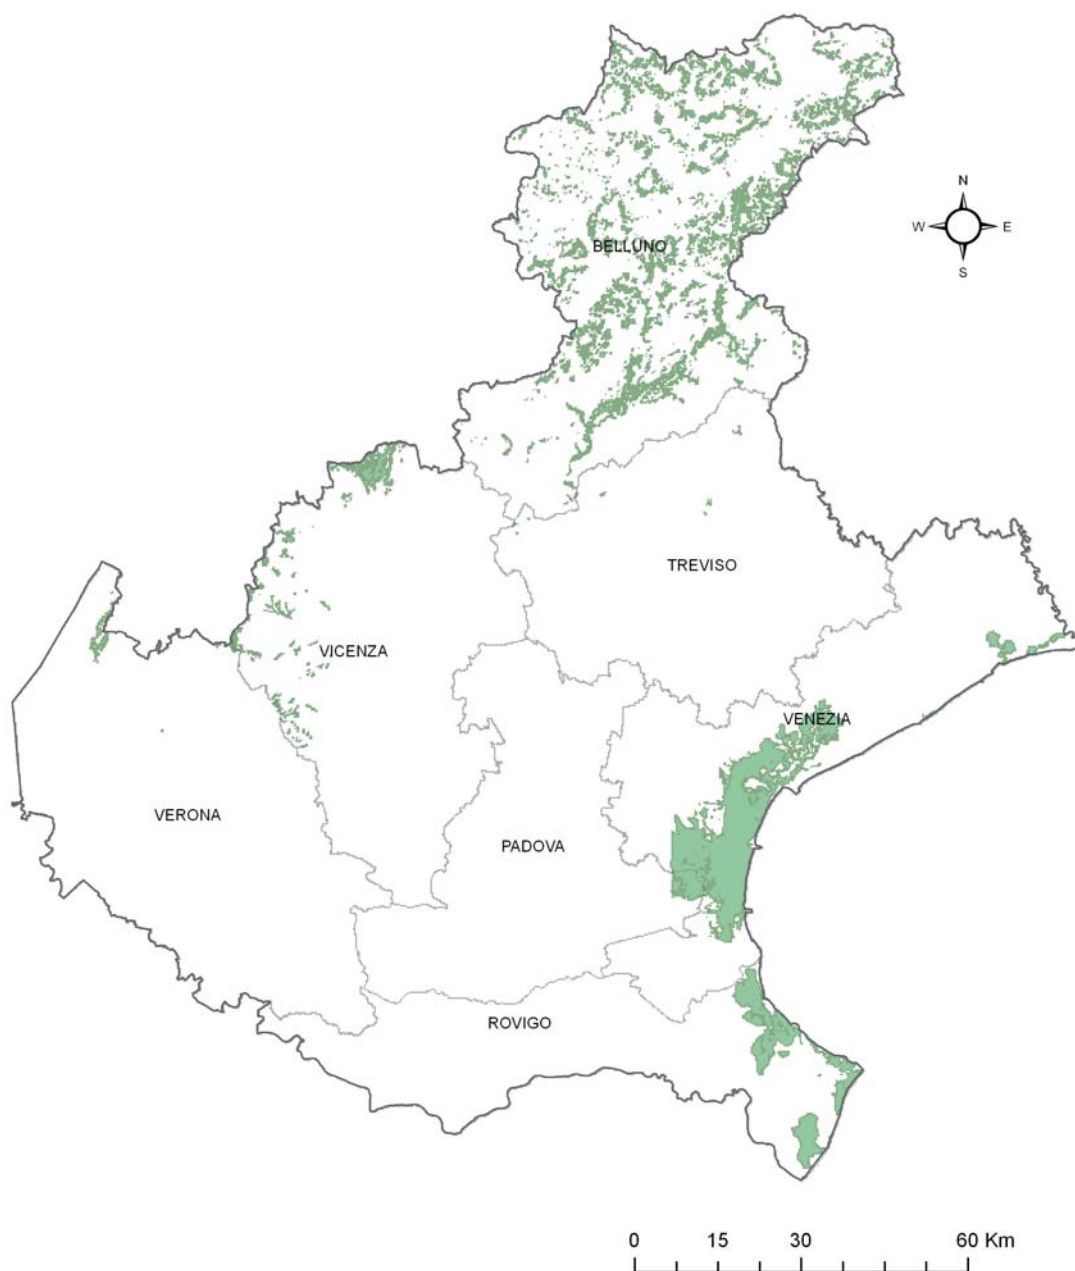 N
W E
S
BELLUNO
TREVISO
VICENZA
VENEZIA
VERONA
PADOVA
ROVIGO
0 15 30 60 Km